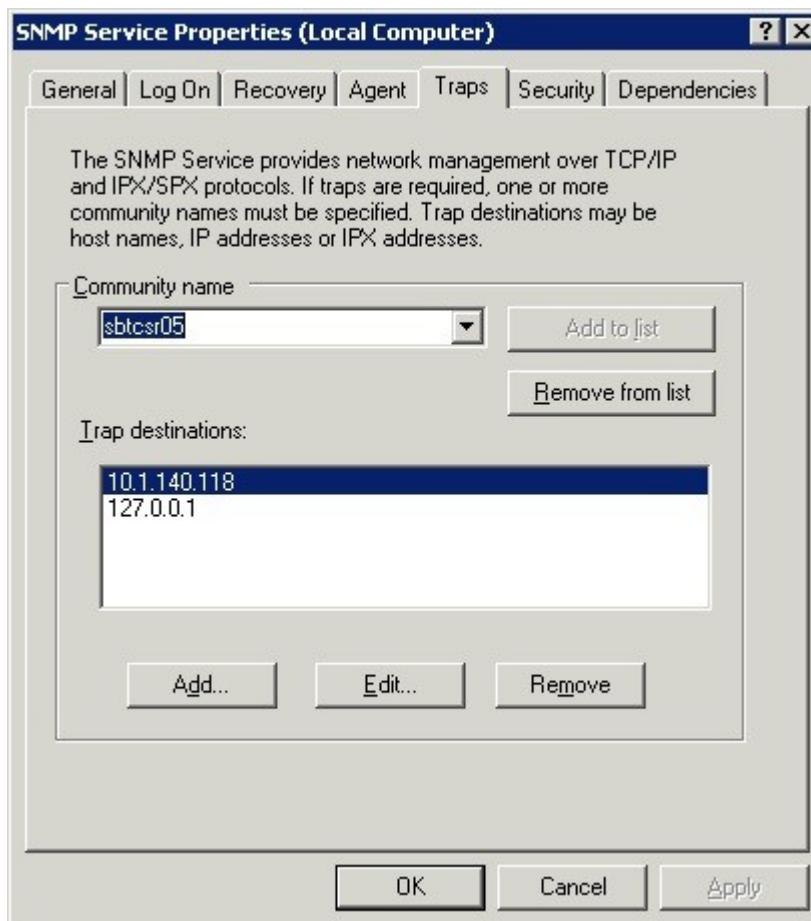 SNMP Service Properties (Local Computer)
General Log On Recovery Agent Traps Security Dependencies
The SNMP Service provides network management over TCP/IP
and IPX/SPX protocols. If traps are required, one or more
community names must be specified. Trap destinations may be
host names, IP addresses or IPX addresses.
Community name
sbtcsr05
Add to list
Remove from list
Trap destinations:
10.1.140.118
127.0.0.1
Add... Edit... Remove
OK Cancel Apply